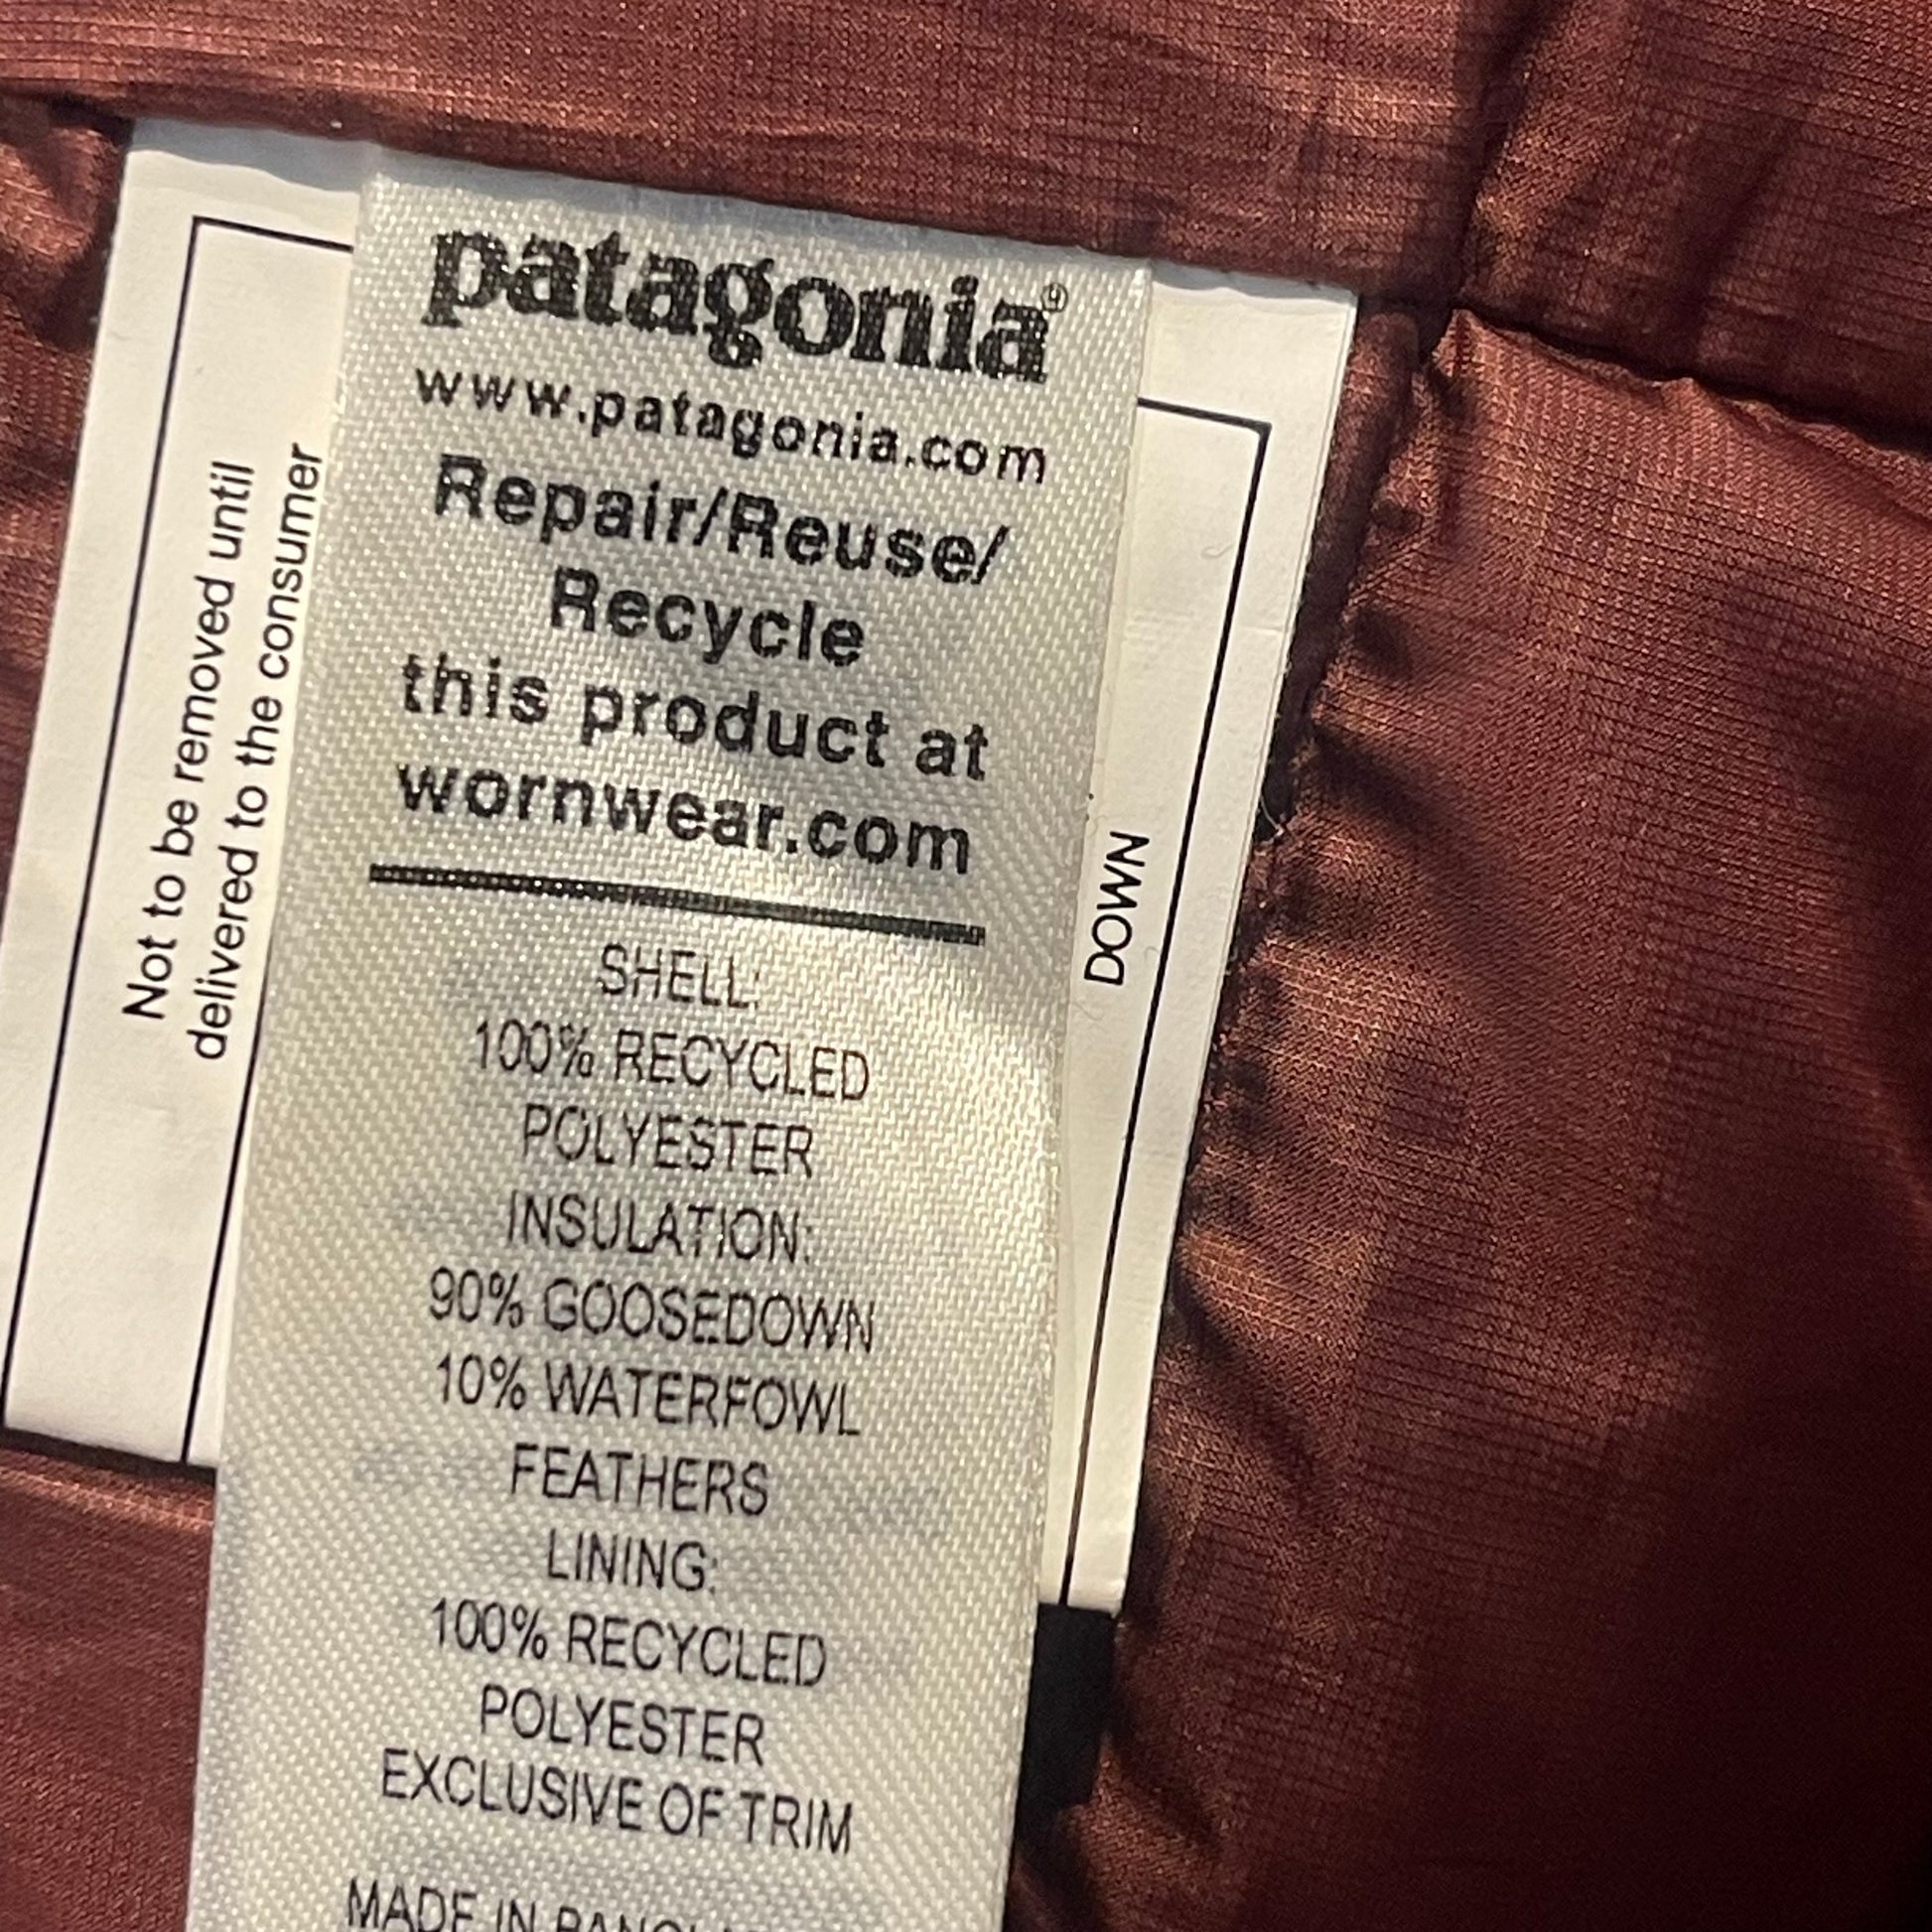 patagonia®
www.patagonia.com
Repair/Reuse/
Recycle
this product at
wornwear.com
SHELL:
100% RECYCLED
POLYESTER
INSULATION:
90% GOOSEDOWN
10% WATERFOWL
FEATHERS
LINING:
100% RECYCLED
POLYESTER
EXCLUSIVE OF TRIM
MADE IN
Not to be removed until
delivered to the consumer
DOWN